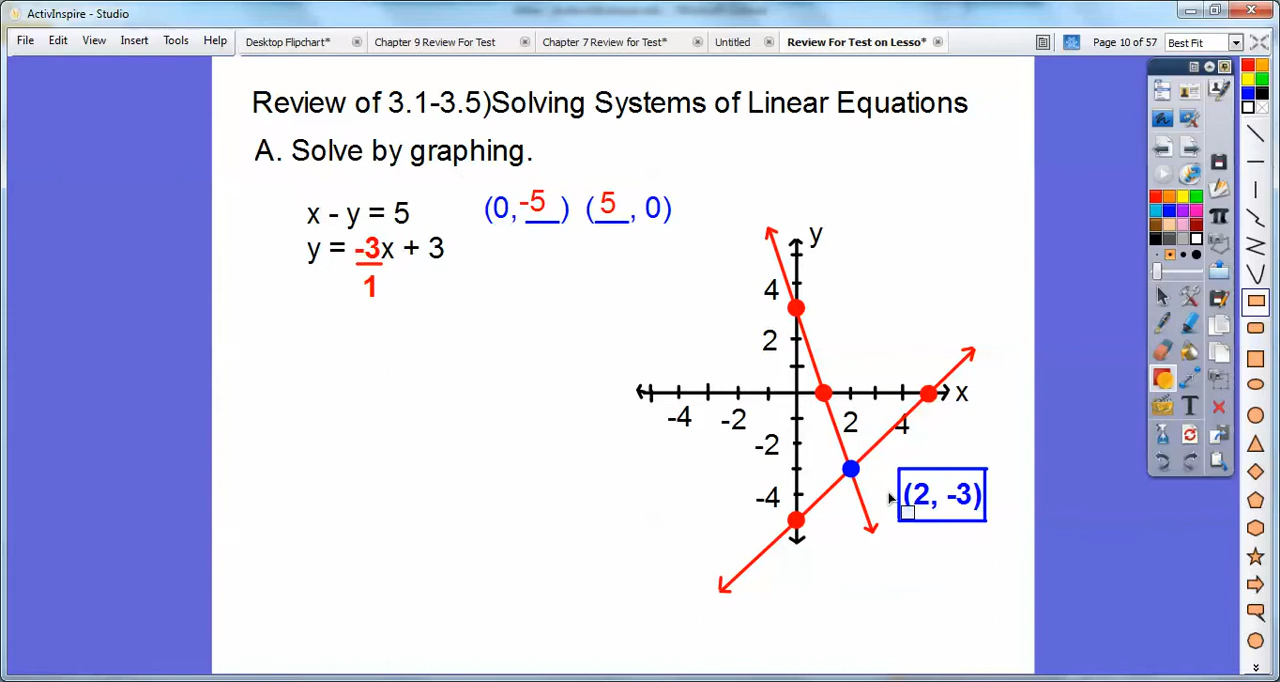 ActivInspire - Studio
File Edit View Insert Tools Help
Desktop Flipchart* Chapter 9 Review For Test Chapter 7 Review for Test* Untitled Review For Test on Lesso*
Page 10 of 57 Best Fit
Review of 3.1-3.5)Solving Systems of Linear Equations
A. Solve by graphing.
x - y = 5 (0, -5) (5, 0)
y = -3x + 3
1
y
4
2
x
-4 -2 2 4
-2
-4
(2, -3)